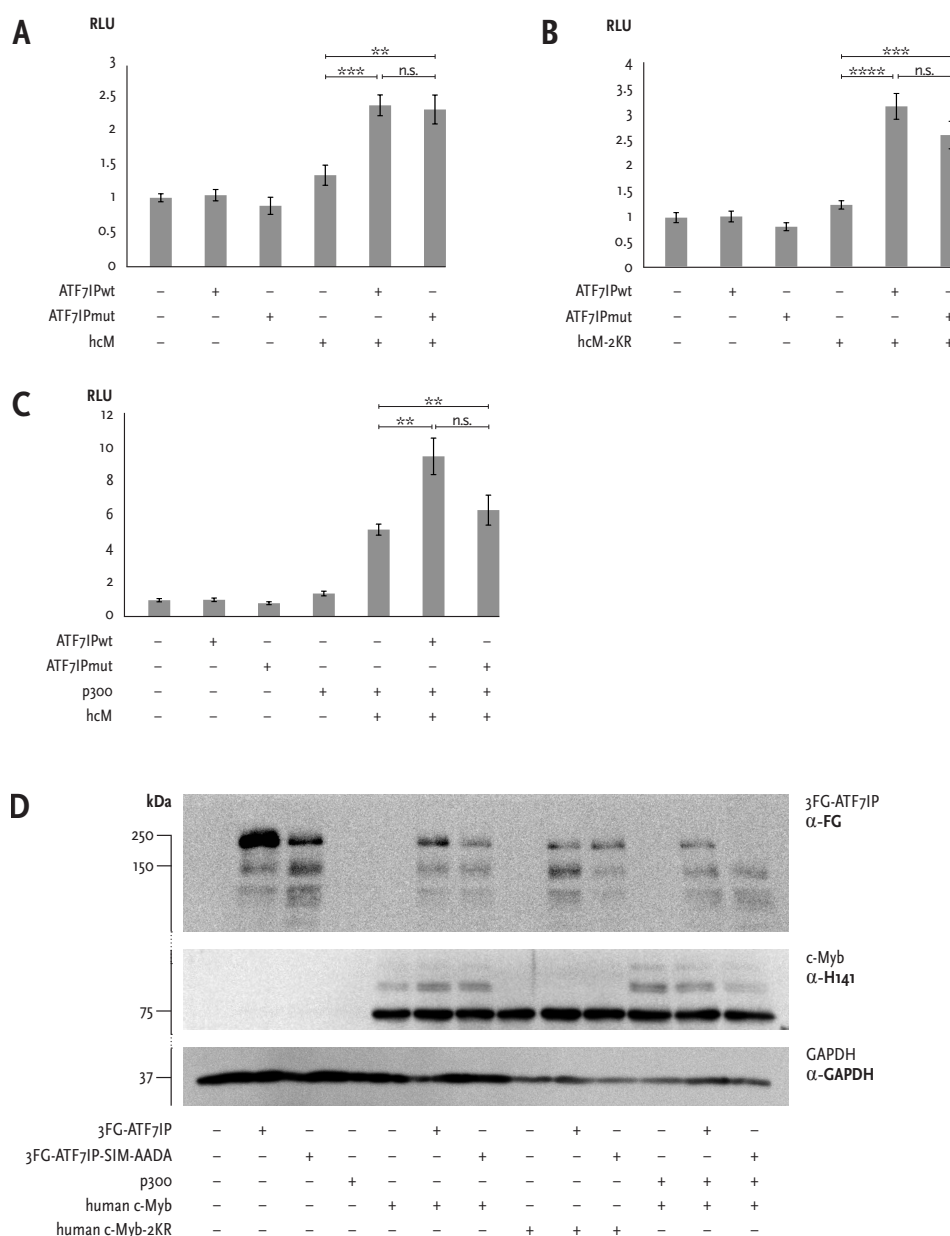 A
RLU
** 
*** n.s.
3
2.5
2
1.5
1
0.5
0
ATF7IPwt – + – – + –
ATF7IPmut – – + – – +
hcM – – – + + +
B
RLU
***
**** n.s.
4
3.5
3
2.5
2
1.5
1
0.5
0
ATF7IPwt – + – – + –
ATF7IPmut – – + – – +
hcM-2KR – – – + + +
C
RLU
**
** n.s.
12
10
8
6
4
2
0
ATF7IPwt – + – – – + –
ATF7IPmut – – + – – – +
p300 – – – + + + +
hcM – – – – + + +
D
kDa
250
150
75
37
3FG-ATF7IP
α-FG
c-Myb
α-H141
GAPDH
α-GAPDH
3FG-ATF7IP – + – – – + – – + – – + –
3FG-ATF7IP-SIM-AADA – – + – – – + – – + – – +
p300 – – – + – – – – – – + + +
human c-Myb – – – – + + + – – – + + +
human c-Myb-2KR – – – – – – – + + + – – –